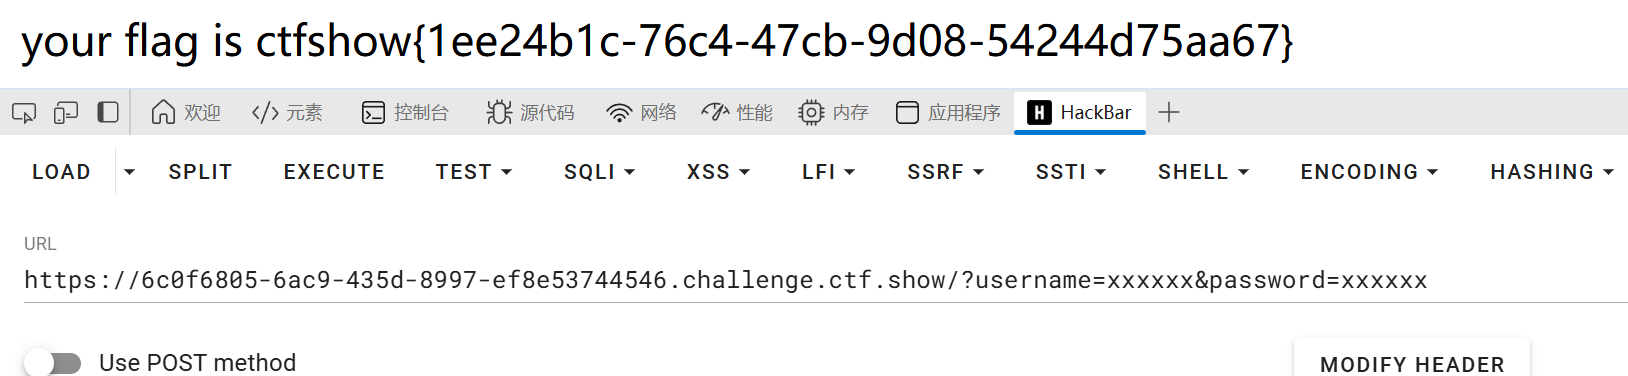 your flag is ctfshow{1ee24b1c-76c4-47cb-9d08-54244d75aa67}
欢迎 </> 元素 控制台 源代码 网络 性能 内存 应用程序 H HackBar +
LOAD SPLIT EXECUTE TEST SQLI XSS LFI SSRF SSTI SHELL ENCODING HASHING
URL
https://6c0f6805-6ac9-435d-8997-ef8e53744546.challenge.ctf.show/?username=xxxxxx&password=xxxxxx
Use POST method MODIFY HEADER